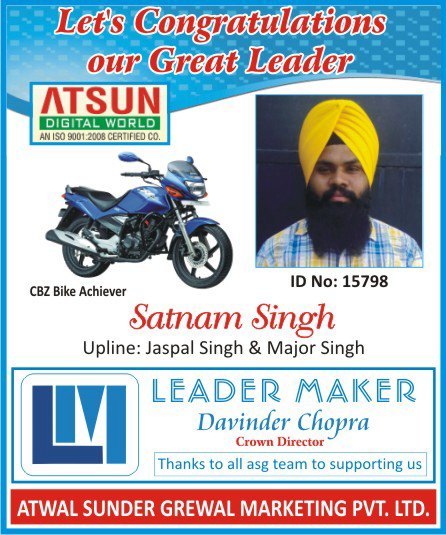 Let's Congratulations
our Great Leader
ATSUN
DIGITAL WORLD
AN ISO 9001:2008 CERTIFIED CO.
CBZ Bike Achiever
ID No: 15798
Satnam Singh
Upline: Jaspal Singh & Major Singh
LM
LEADER MAKER
Davinder Chopra
Crown Director
Thanks to all asg team to supporting us
ATWAL SUNDER GREWAL MARKETING PVT. LTD.